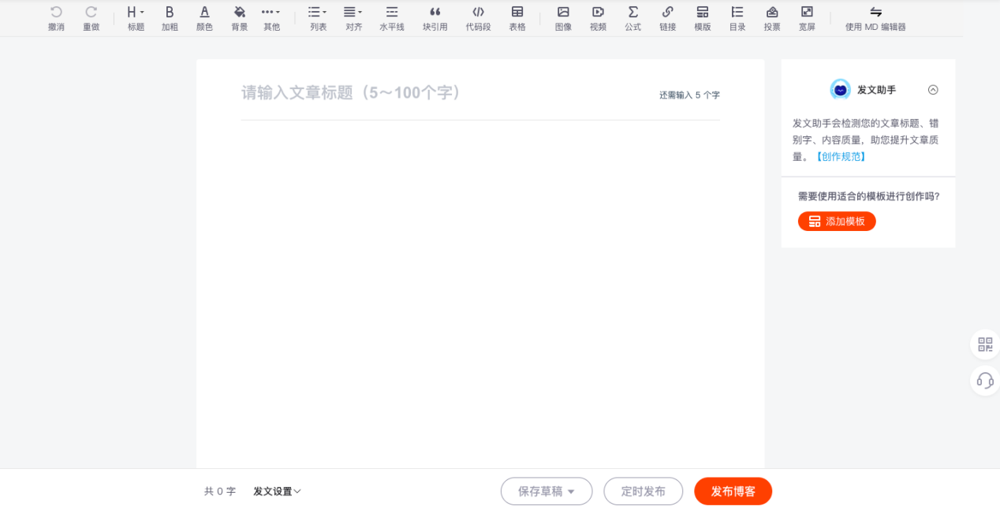 撤消 重做 标题 加粗 颜色 背景 其他 列表 对齐 水平线 块引用 代码段 表格 图像 视频 公式 链接 模版 目录 投票 宽屏 使用 MD 编辑器
请输入文章标题（5～100个字） 还需输入 5 个字
发文助手
发文助手会检测您的文章标题、错
别字、内容质量，助您提升文章质
量。【创作规范】
需要使用适合的模板进行创作吗?
添加模板
共 0 字 发文设置 保存草稿 定时发布 发布博客